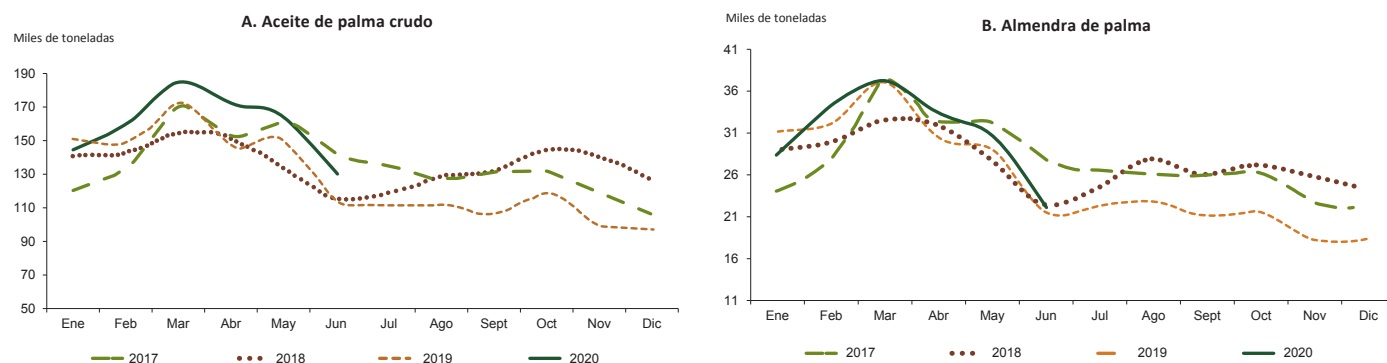 A. Aceite de palma crudo
Miles de toneladas
190
170
150
130
110
90
70
50
Ene Feb Mar Abr May Jun Jul Ago Sept Oct Nov Dic
2017 2018 2019 2020
Miles de toneladas
B. Almendra de palma
41
36
31
26
21
16
11
Ene Feb Mar Abr May Jun Jul Ago Sept Oct Nov Dic
2017 2018 2019 2020